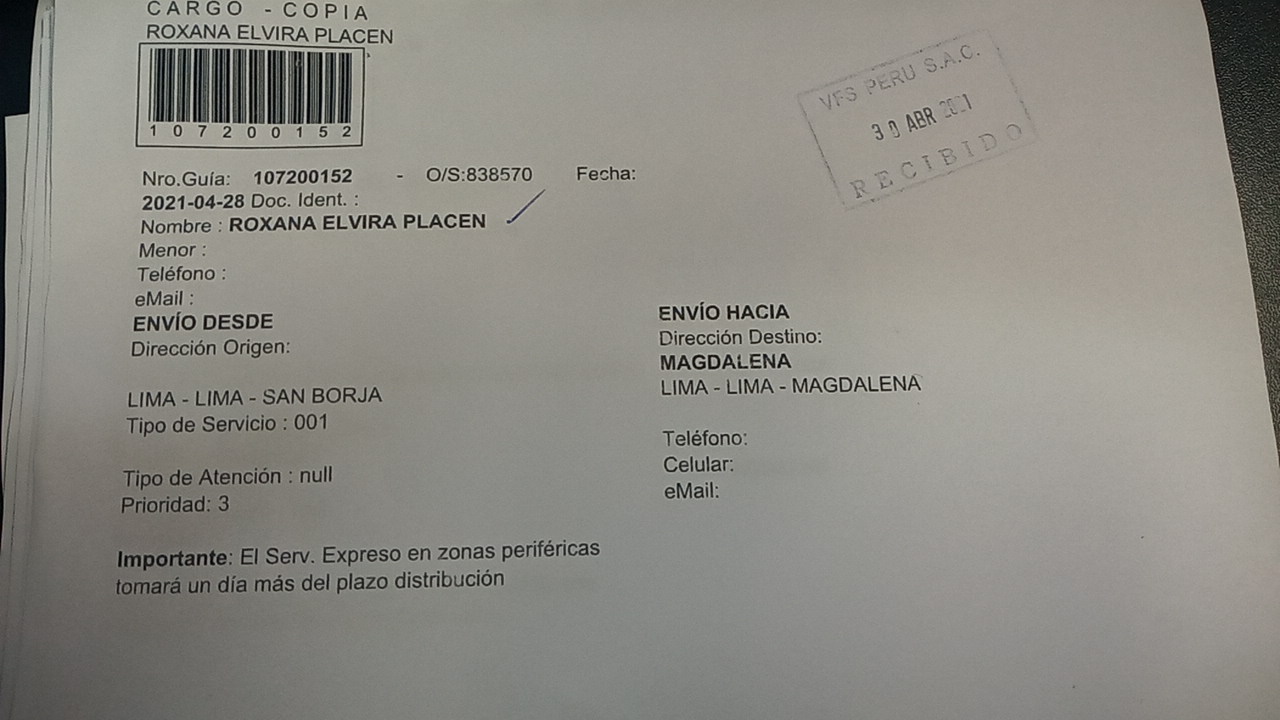 CARGO - COPIA
ROXANA ELVIRA PLACEN
107200152
VFS PERU S.A.C.
30 ABR 2021
RECIBIDO
Nro.Guía: 107200152 - O/S:838570 Fecha:
2021-04-28 Doc. Ident. :
Nombre : ROXANA ELVIRA PLACEN
Menor :
Teléfono :
eMail :
ENVÍO DESDE
Dirección Origen:
LIMA - LIMA - SAN BORJA
Tipo de Servicio : 001
Tipo de Atención : null
Prioridad: 3
ENVÍO HACIA
Dirección Destino:
MAGDALENA
LIMA - LIMA - MAGDALENA
Teléfono:
Celular:
eMail:
Importante: El Serv. Expreso en zonas periféricas
tomará un día más del plazo distribución